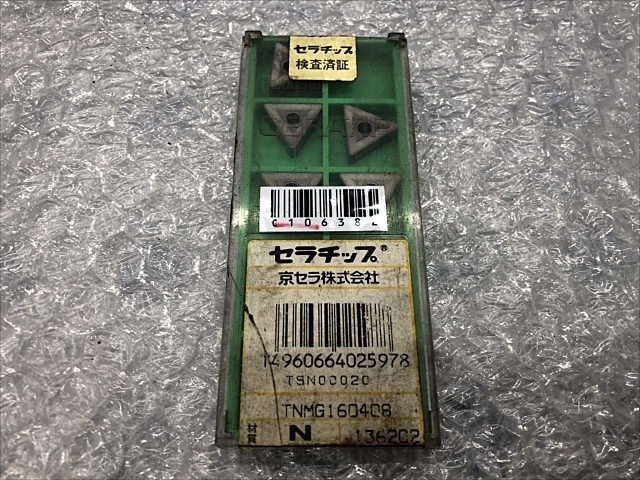 セラチップ
検査済証
C106382
セラチップ®
京セラ株式会社
T4960664025978
TSN00020
TNMG160408
材質 N 136202